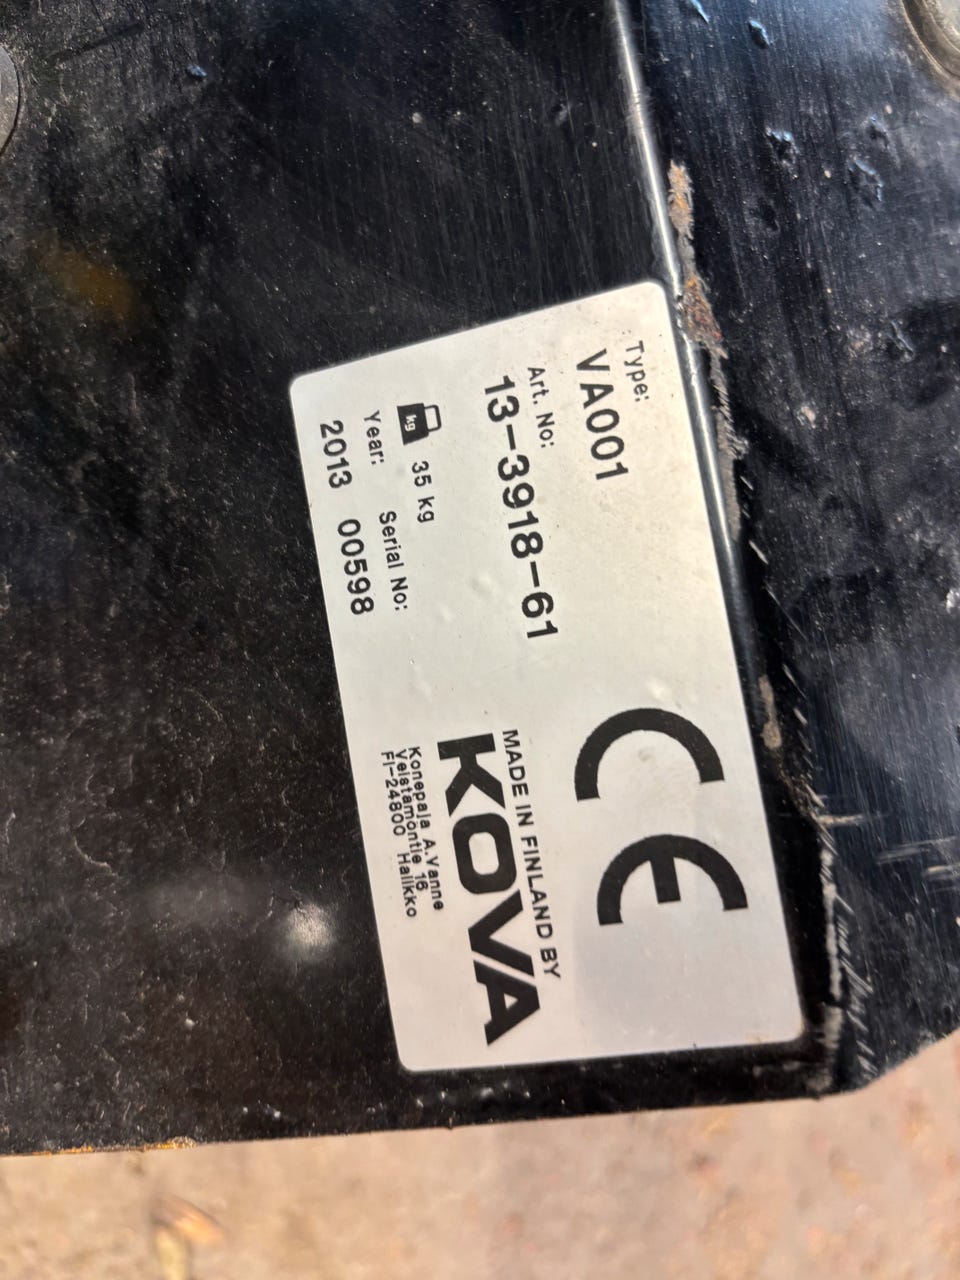 Type:
VA001
Art. No:
13-3918-61
kg 35 kg
Year: Serial No:
2013 00598
CE
MADE IN FINLAND BY
KOVA
Konepaja A.Vanne
Veistämöntie 16
FI-24800 Halikko